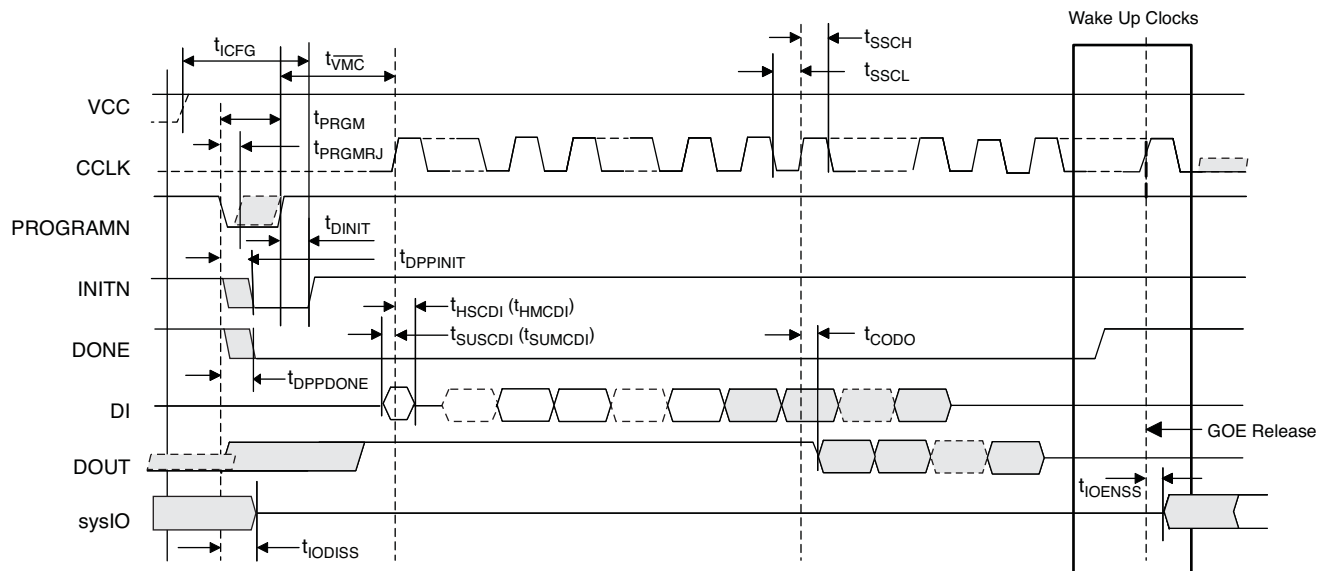 Wake Up Clocks
tICFG
tVMC
tSSCH
tSSCL
VCC
tPRGM
tPRGMRJ
CCLK
PROGRAMN
tDINIT
tDPPINIT
INITN
tHSCDI (tHMCDI)
tSUSCDI (tSUMCDI)
tCODO
DONE
tDPPDONE
DI
GOE Release
DOUT
tIOENSS
sysIO
tIODISS